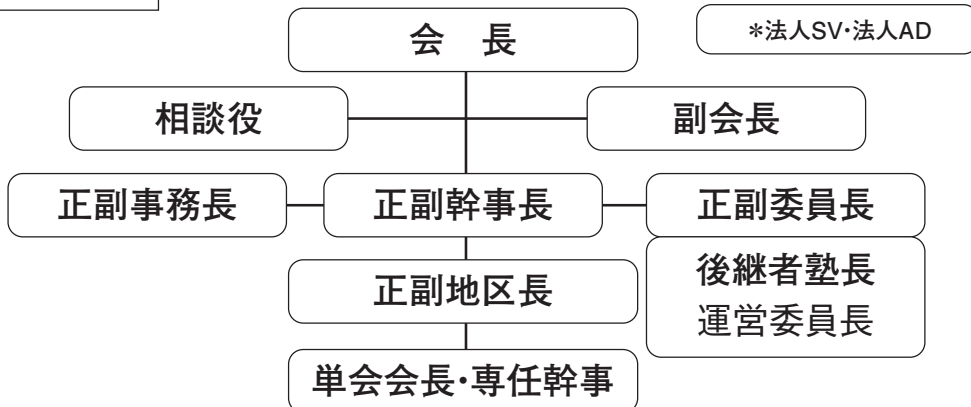 会　長
*法人SV･法人AD
相談役
副会長
正副事務長
正副幹事長
正副委員長
後継者塾長
運営委員長
正副地区長
単会会長･専任幹事